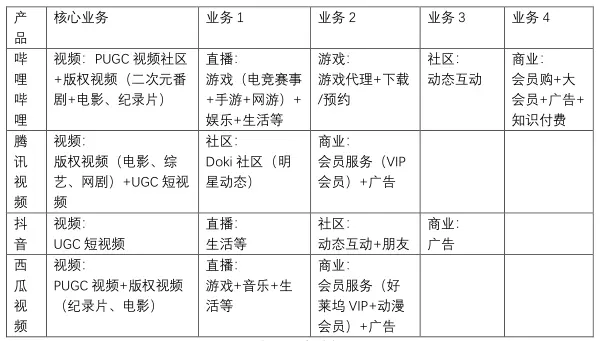 产品
核心业务
业务 1
业务 2
业务 3
业务 4
哔哩哔哩
视频：PUGC 视频社区
+版权视频（二次元番
剧+电影、纪录片）
直播：
游戏（电竞赛事
+手游+网游）+
娱乐+生活等
游戏：
游戏代理+下载
/预约
社区：
动态互动
商业：
会员购+大
会员+广告+
知识付费
腾讯视频
视频：
版权视频（电影、综
艺、网剧）+UGC 短视
频
社区：
Doki 社区（明
星动态）
商业：
会员服务（VIP
会员）+广告
抖音
视频：
UGC 短视频
直播：
生活等
社区：
动态互动+朋友
商业：
广告
西瓜视频
视频：
PUGC 视频+版权视频
（纪录片、电影）
直播：
游戏+音乐+生
活等
商业：
会员服务（好
莱坞 VIP+动漫
会员）+广告